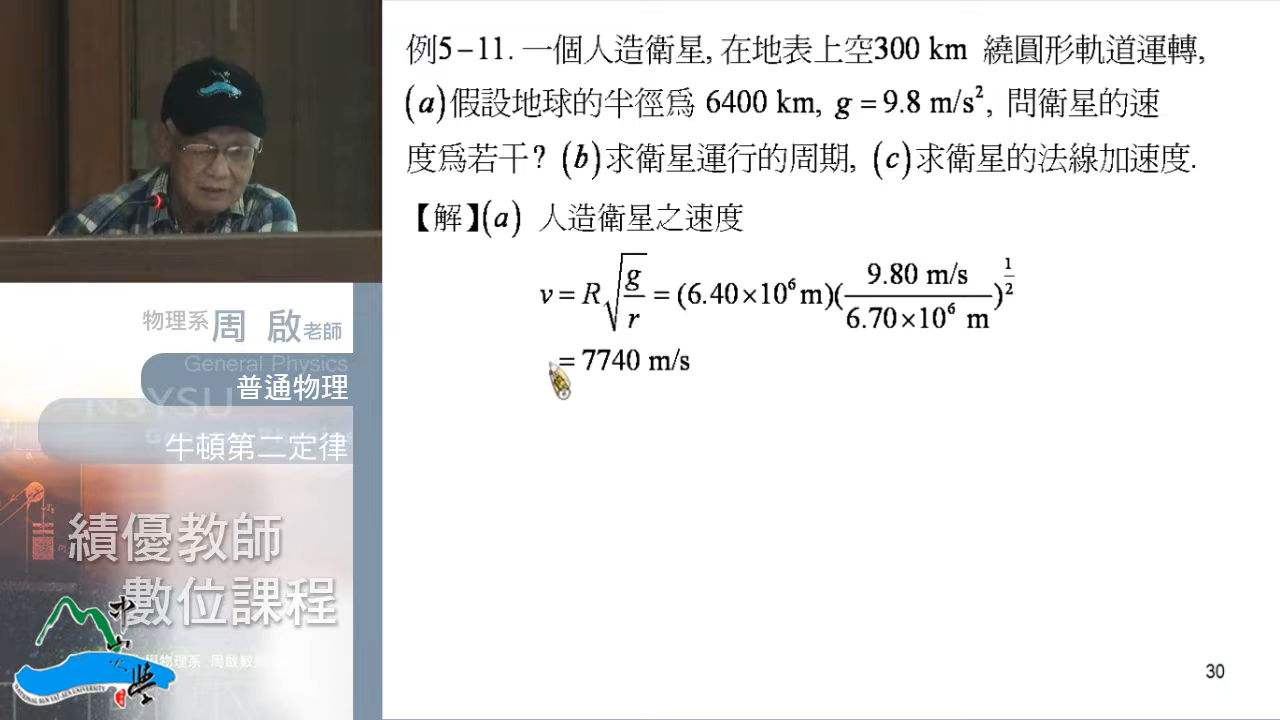 例5－11. 一個人造衛星, 在地表上空300 km 繞圓形軌道運轉,
(a)假設地球的半徑為 6400 km, g = 9.8 m/s², 問衛星的速
度為若干? (b)求衛星運行的周期, (c)求衛星的法線加速度.
【解】(a) 人造衛星之速度
v = R√(g/r) = (6.40×10⁶ m)(9.80 m/s / 6.70×10⁶ m)^(1/2)
= 7740 m/s
物理系 周 啟 老師
General Physics
普通物理
NSYSU
牛頓第二定律
績優教師
數位課程
30